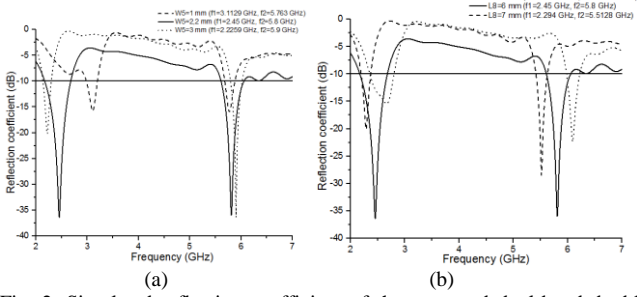 W5=1 mm (f1=3.1129 GHz, f2=5.763 GHz)
W5=2.2 mm (f1=2.45 GHz, f2=5.8 GHz)
W5=3 mm (f1=2.2259 GHz, f2=5.9 GHz)
Reflection coefficient (dB)
0
-5
-10
-15
-20
-25
-30
-35
-40
2 3 4 5 6 7
Frequency (GHz)
(a)
L8=6 mm (f1=2.45 GHz, f2=5.8 GHz)
L8=7 mm (f1=2.294 GHz, f2=5.5128 GHz)
Reflection coefficient (dB)
0
-5
-10
-15
-20
-25
-30
-35
-40
2 3 4 5 6 7
Frequency (GHz)
(b)